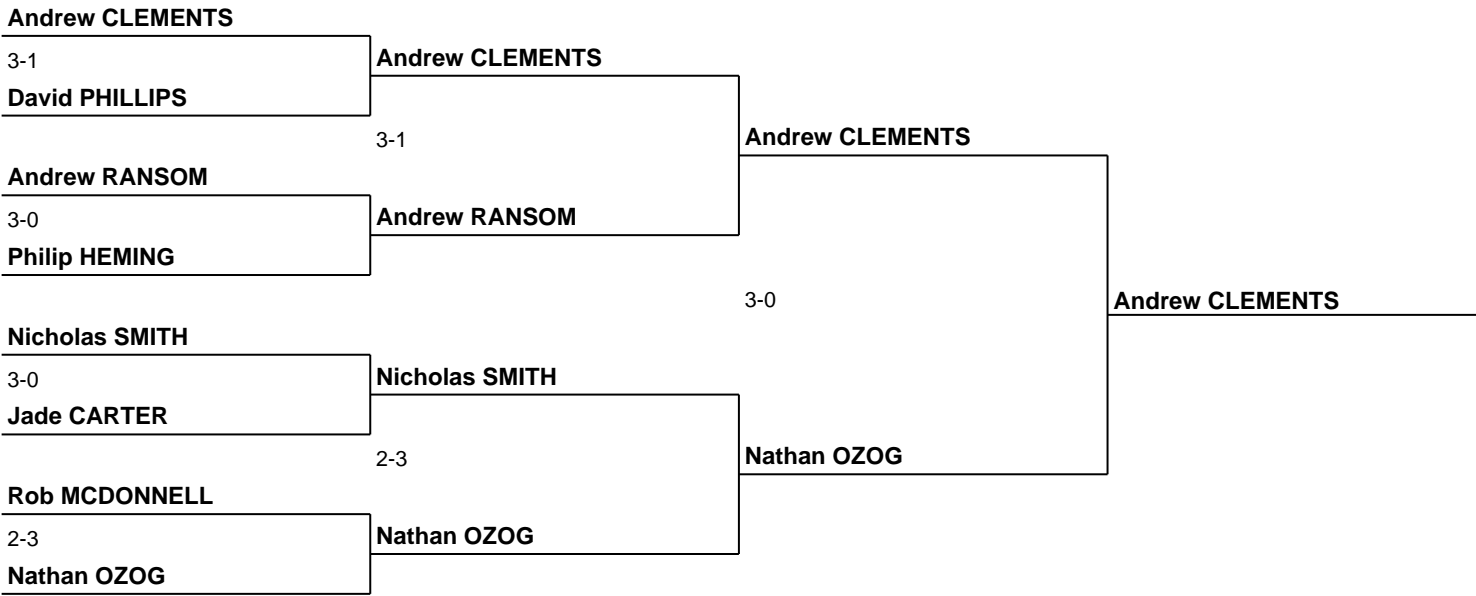 Andrew CLEMENTS
3-1
Andrew CLEMENTS
David PHILLIPS
3-1
Andrew CLEMENTS
Andrew RANSOM
3-0
Andrew RANSOM
Philip HEMING
3-0
Andrew CLEMENTS
Nicholas SMITH
3-0
Nicholas SMITH
Jade CARTER
2-3
Nathan OZOG
Rob MCDONNELL
2-3
Nathan OZOG
Nathan OZOG